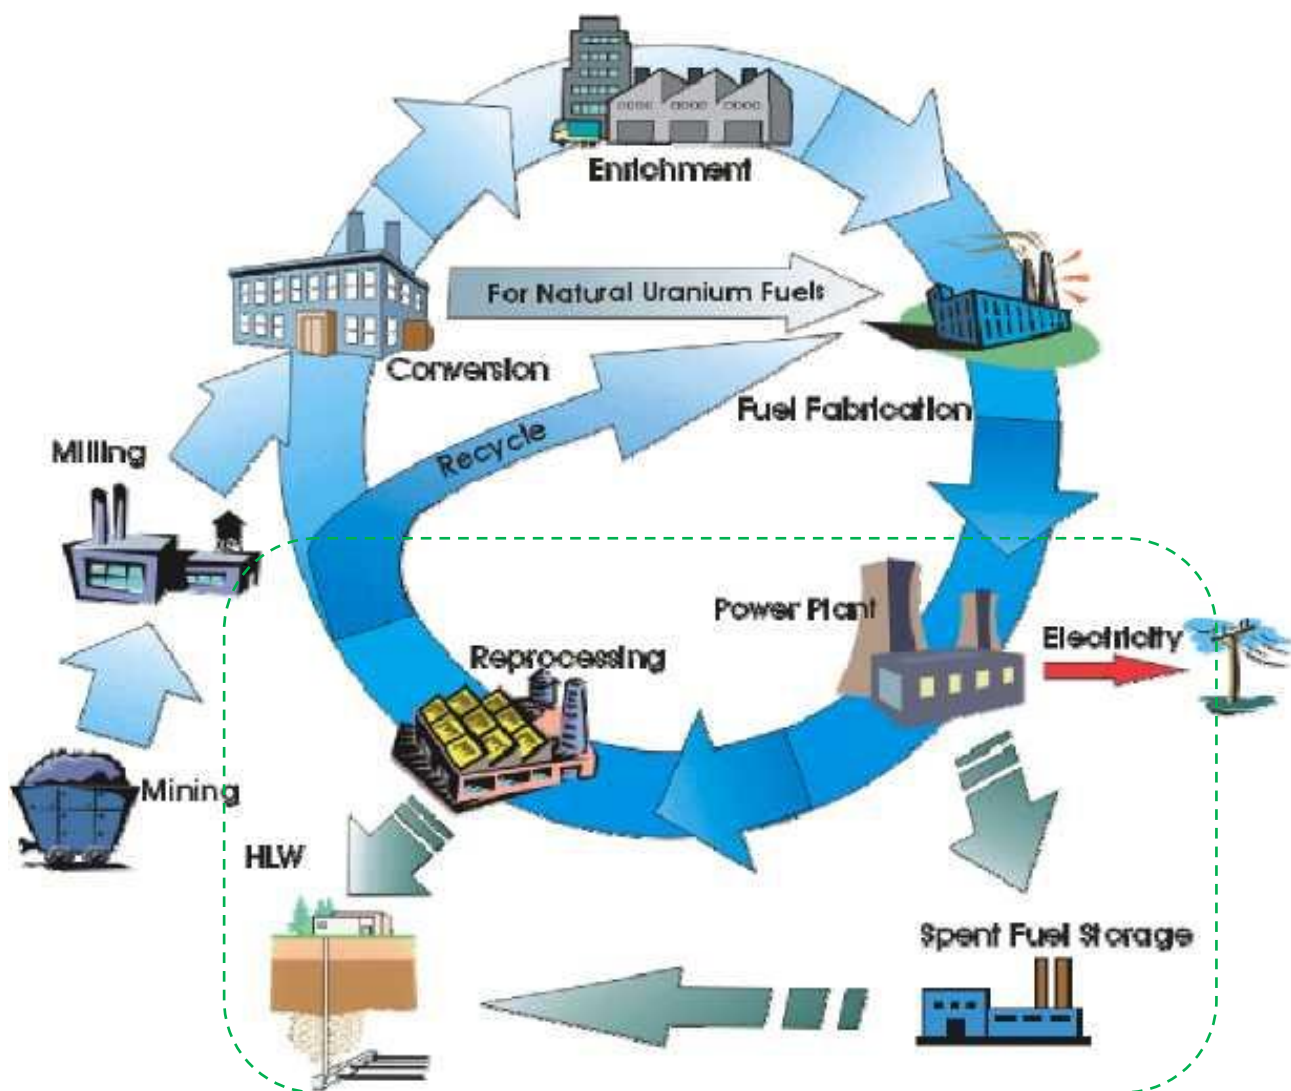 Enrichment
For Natural Uranium Fuels
Conversion
Fuel Fabrication
Recycle
Milling
Power Plant
Electricity
Reprocessing
Mining
HLW
Spent Fuel Storage